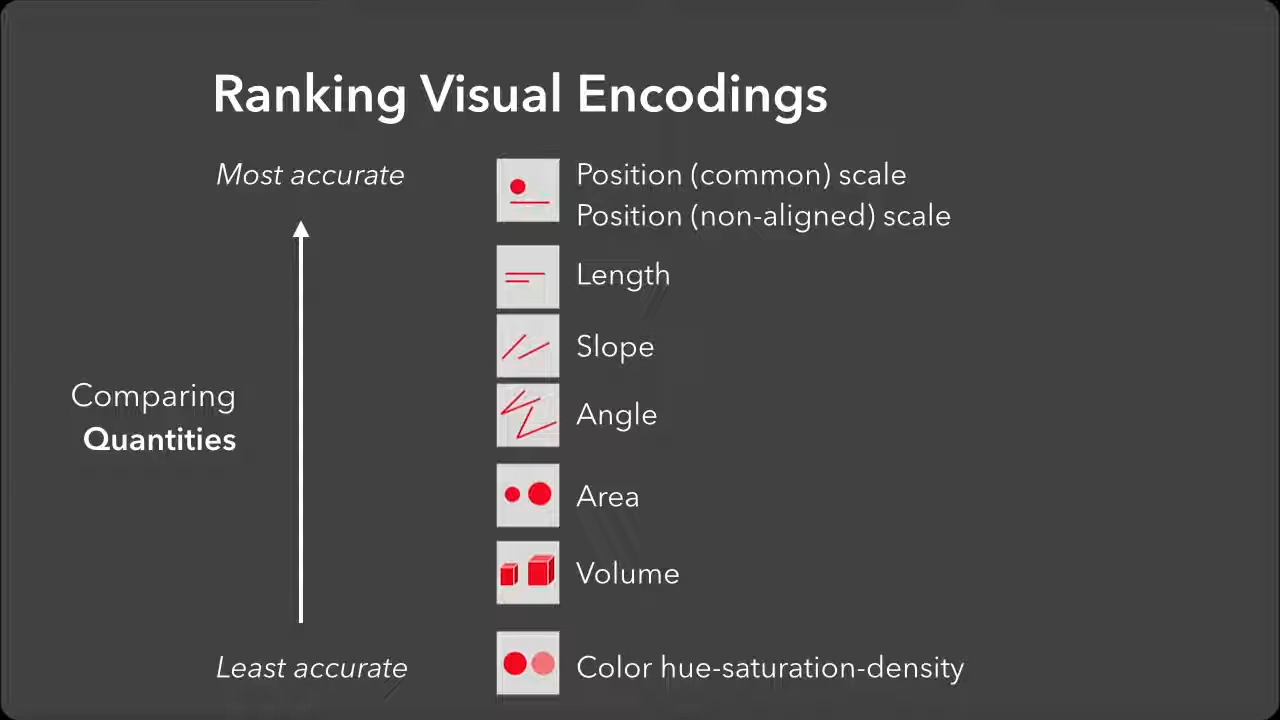 Ranking Visual Encodings
Most accurate
Position (common) scale
Position (non-aligned) scale
Length
Slope
Comparing
Quantities
Angle
Area
Volume
Least accurate
Color hue-saturation-density